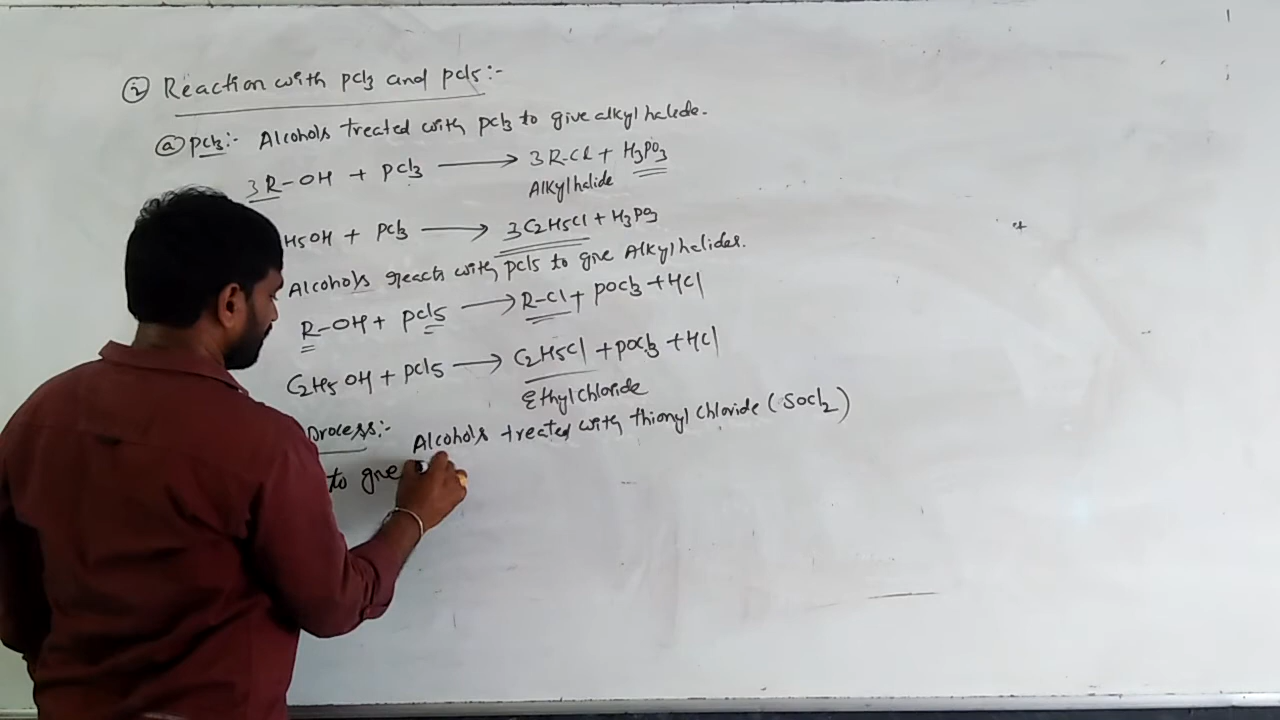 ② Reaction with pcl3 and pcl5:-
ⓐ pcl3:- Alcohols treated with pcl3 to give alkyl halede.
3R-OH + pcl3 ⟶ 3R-Cl + H3PO3
Alkyl halide
H5OH + pcl3 ⟶ 3C2H5Cl + H3PO3
Alcohols reacts with pcl5 to give Alkyl halides.
R-OH + pcl5 ⟶ R-Cl + pocl3 + HCl
C2H5OH + pcl5 ⟶ C2H5Cl + pocl3 + HCl
Ethyl chloride
process:- Alcohols treated with thionyl chloride (SOCl2)
to give